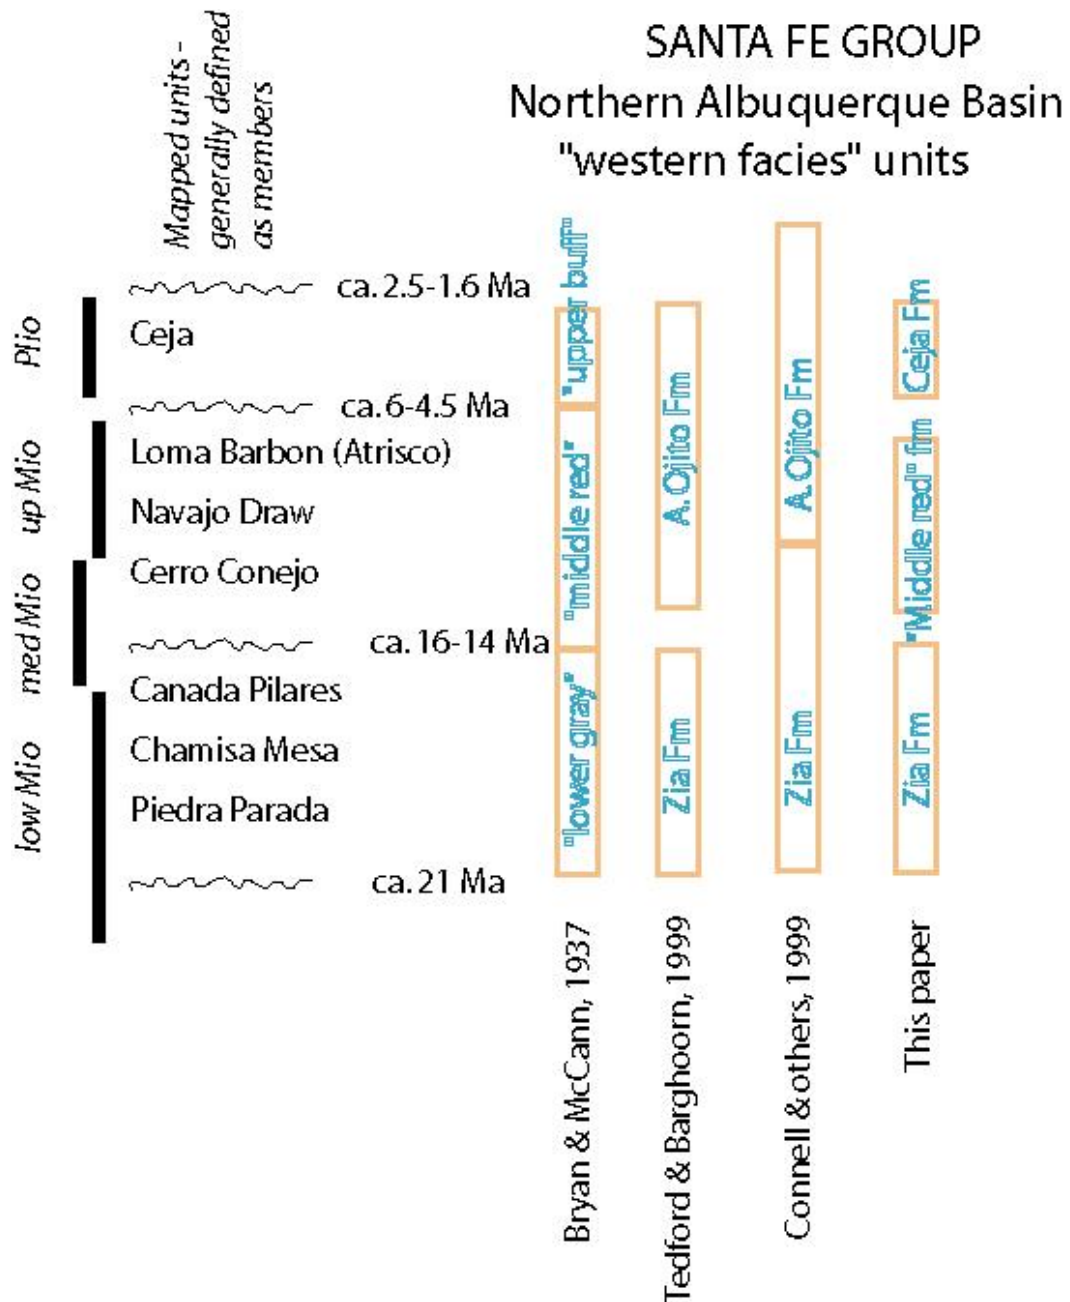 SANTA FE GROUP
Northern Albuquerque Basin
"western facies" units
Mapped units -
generally defined
as members
ca. 2.5-1.6 Ma
Plio
Ceja
ca. 6-4.5 Ma
up Mio
Loma Barbon (Atrisco)
Navajo Draw
med Mio
Cerro Conejo
ca. 16-14 Ma
low Mio
Canada Pilares
Chamisa Mesa
Piedra Parada
ca. 21 Ma
"upper buff"
"middle red"
"lower gray"
Bryan & McCann, 1937
A. Ojito Fm
Zia Fm
Tedford & Barghoorn, 1999
A. Ojito Fm
Zia Fm
Connell & others, 1999
Ceja Fm
"Middle red" fm
Zia Fm
This paper